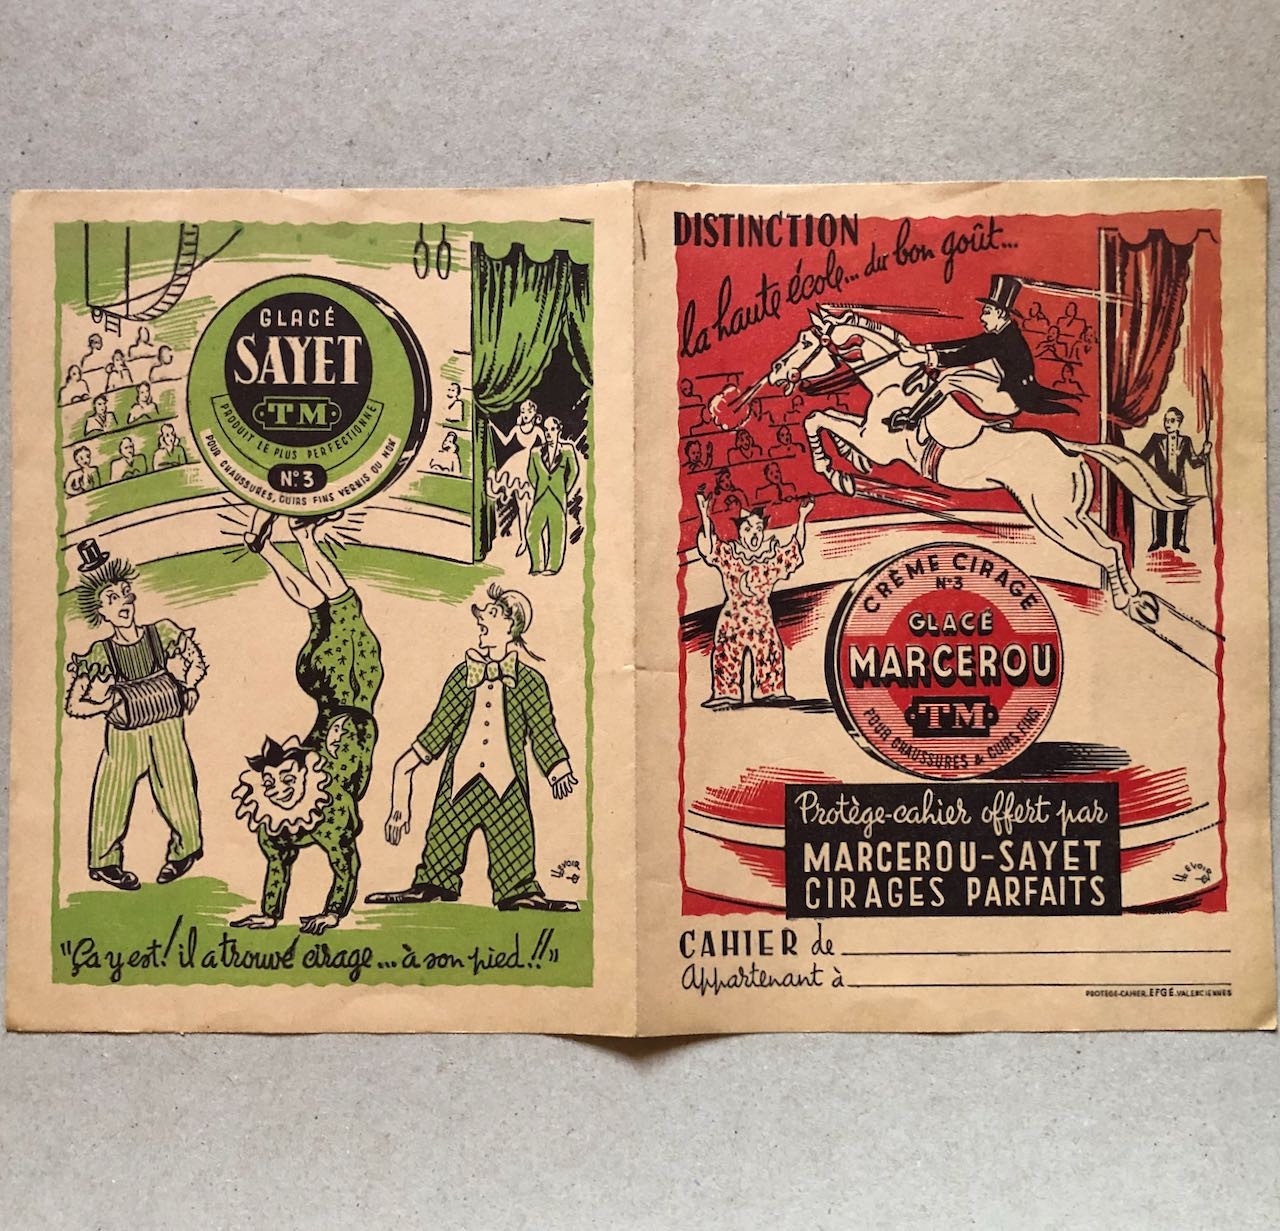 GLACÉ
SAYET
TM
PRODUIT LE PLUS PERFECTIONNÉ
Nº 3
POUR CHAUSSURES, CUIRS FINS VERNIS OU NON
"Ça y est! il a trouvé cirage... à son pied.!!"
DISTINCTION
la haute école... du bon goût...
CRÈME CIRAGE
Nº 3
GLACÉ
MARCEROU
TM
POUR CHAUSSURES & CUIRS FINS
Protège-cahier offert par
MARCEROU-SAYET
CIRAGES PARFAITS
CAHIER de
Appartenant à
PROTÈGE-CAHIER. EFGÉ. VALENCIENNES